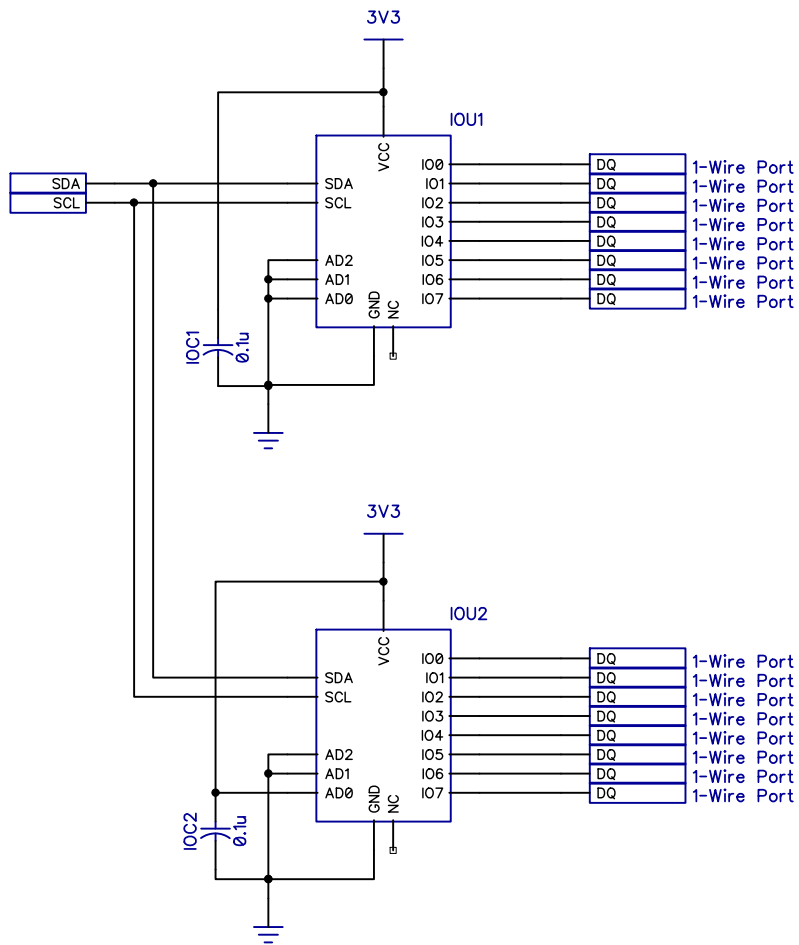 3V3
IOU1
VCC
IO0 DQ 1-Wire Port
SDA SDA IO1 DQ 1-Wire Port
SCL SCL IO2 DQ 1-Wire Port
IO3 DQ 1-Wire Port
IO4 DQ 1-Wire Port
AD2 IO5 DQ 1-Wire Port
AD1 IO6 DQ 1-Wire Port
AD0 IO7 DQ 1-Wire Port
GND NC
IOC1 0.1u
3V3
IOU2
VCC
IO0 DQ 1-Wire Port
SDA IO1 DQ 1-Wire Port
SCL IO2 DQ 1-Wire Port
IO3 DQ 1-Wire Port
IO4 DQ 1-Wire Port
AD2 IO5 DQ 1-Wire Port
AD1 IO6 DQ 1-Wire Port
AD0 IO7 DQ 1-Wire Port
GND NC
IOC2 0.1u